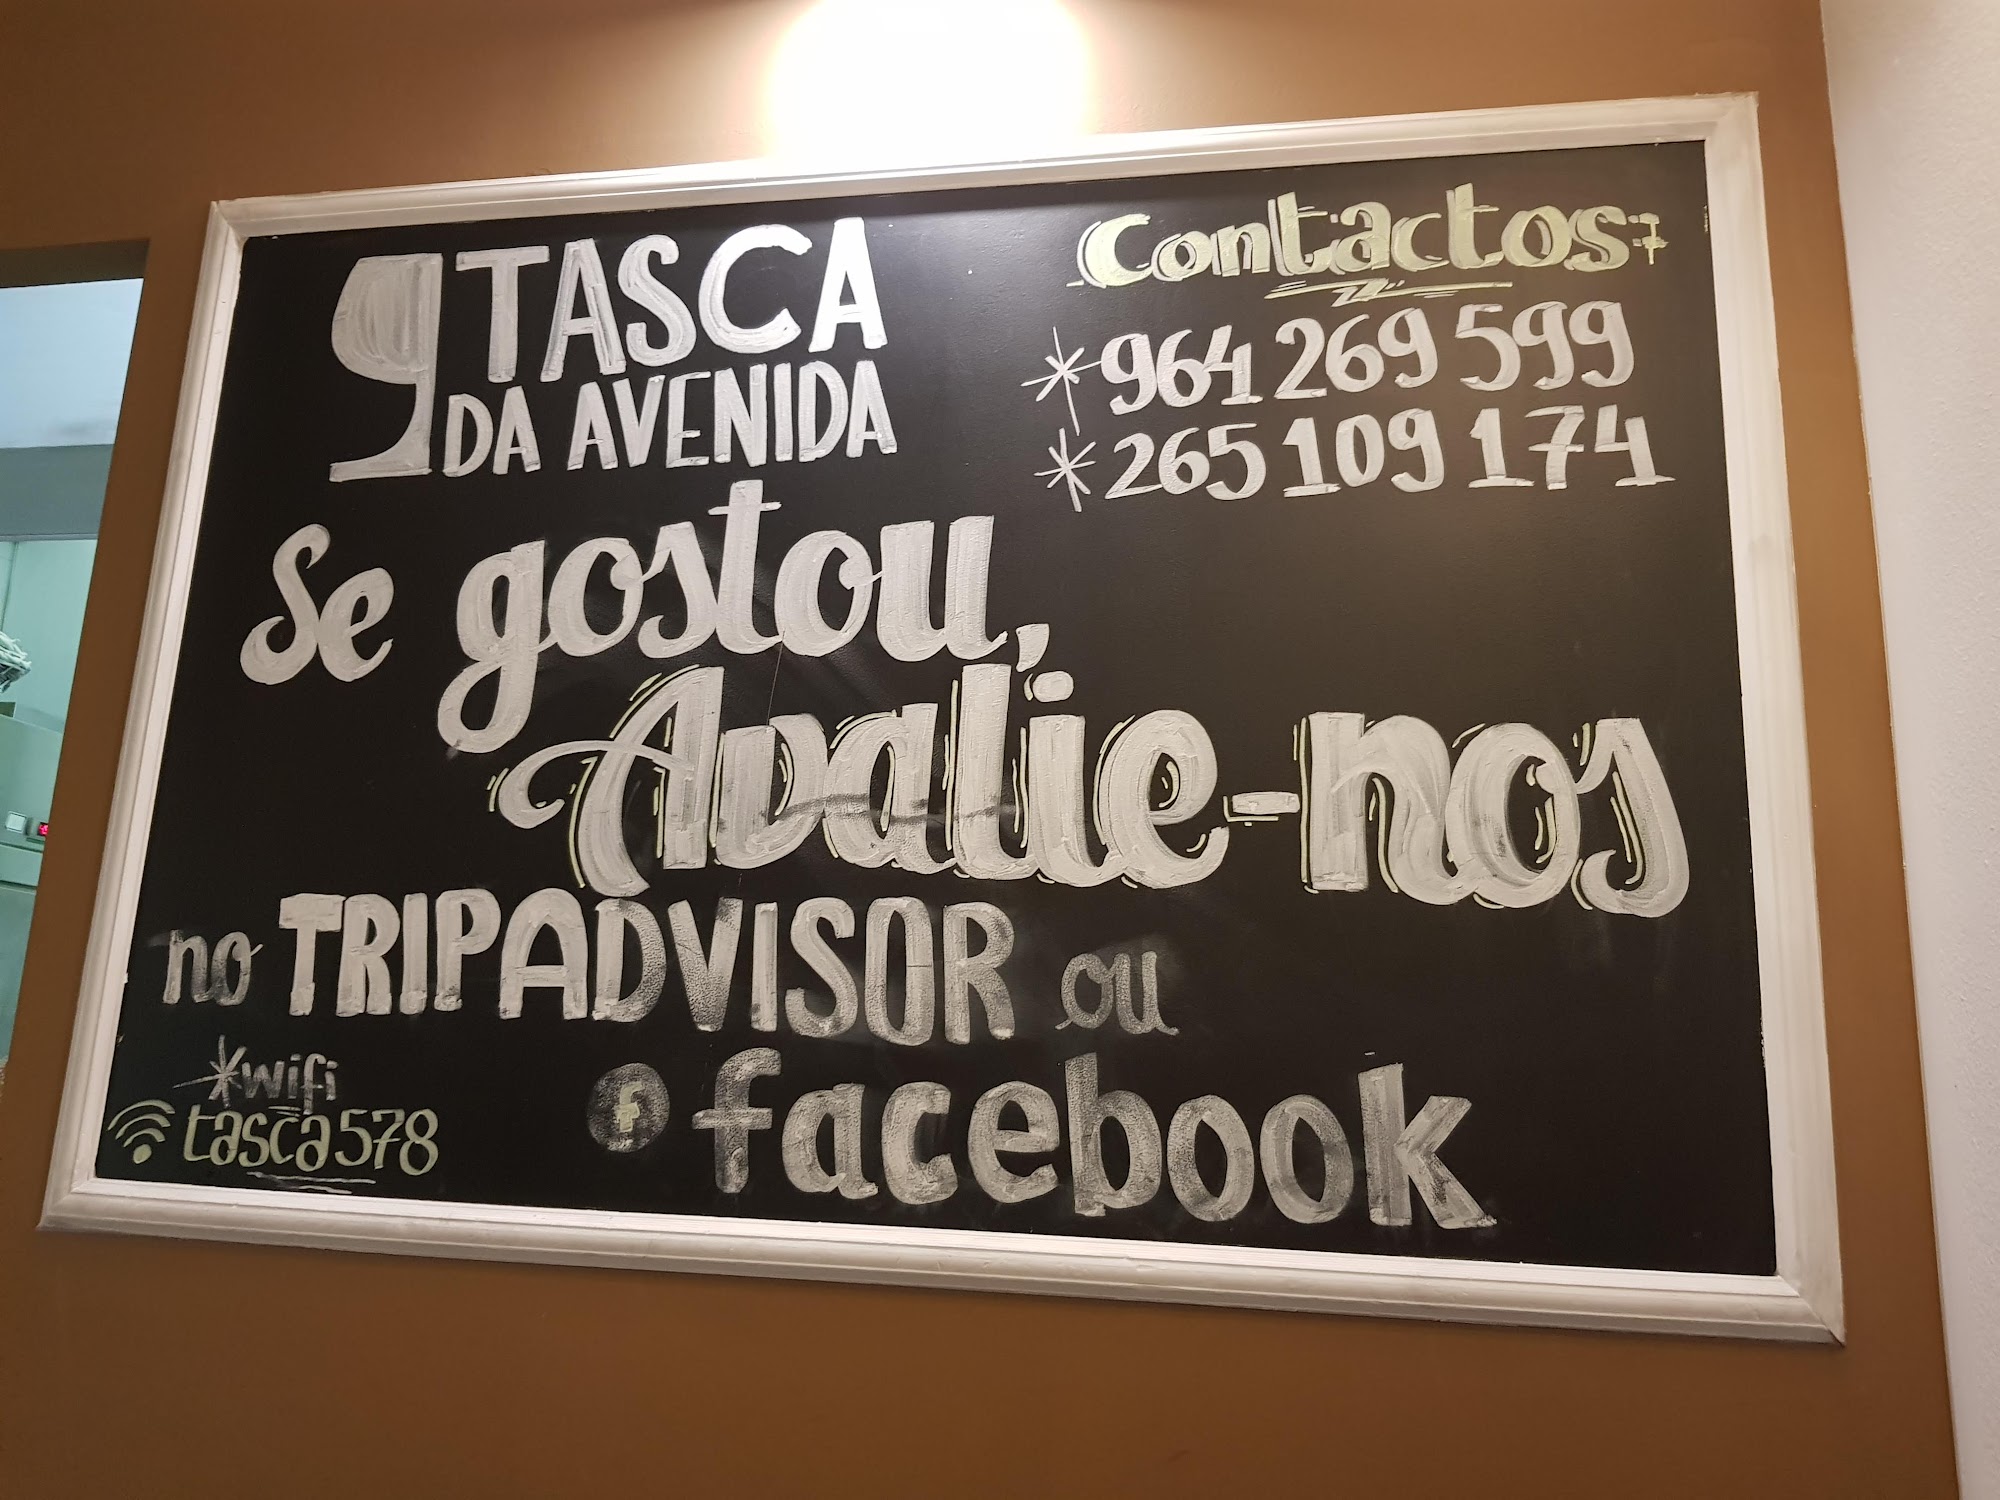 TASCA
DA AVENIDA
Contactos:
*964 269 599
*265 109 174
Se gostou,
Avalie-nos
no TRIPADVISOR ou
f facebook
*wifi
tasca578